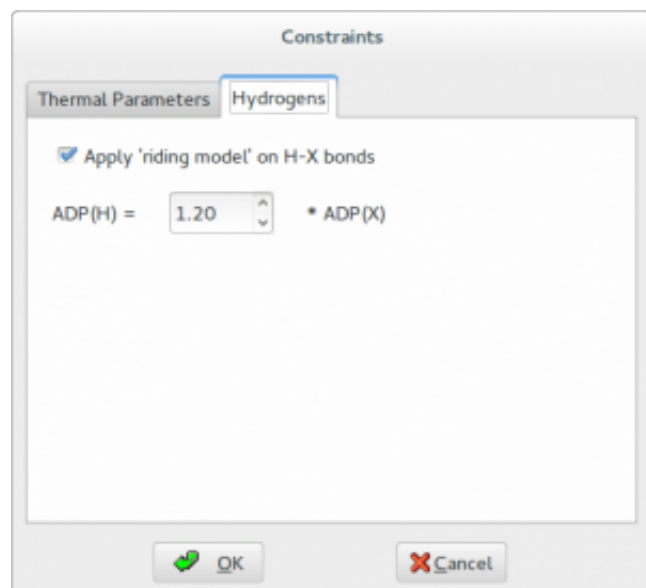 Constraints
Thermal Parameters Hydrogens
Apply 'riding model' on H-X bonds
ADP(H) = 1.20 * ADP(X)
OK Cancel